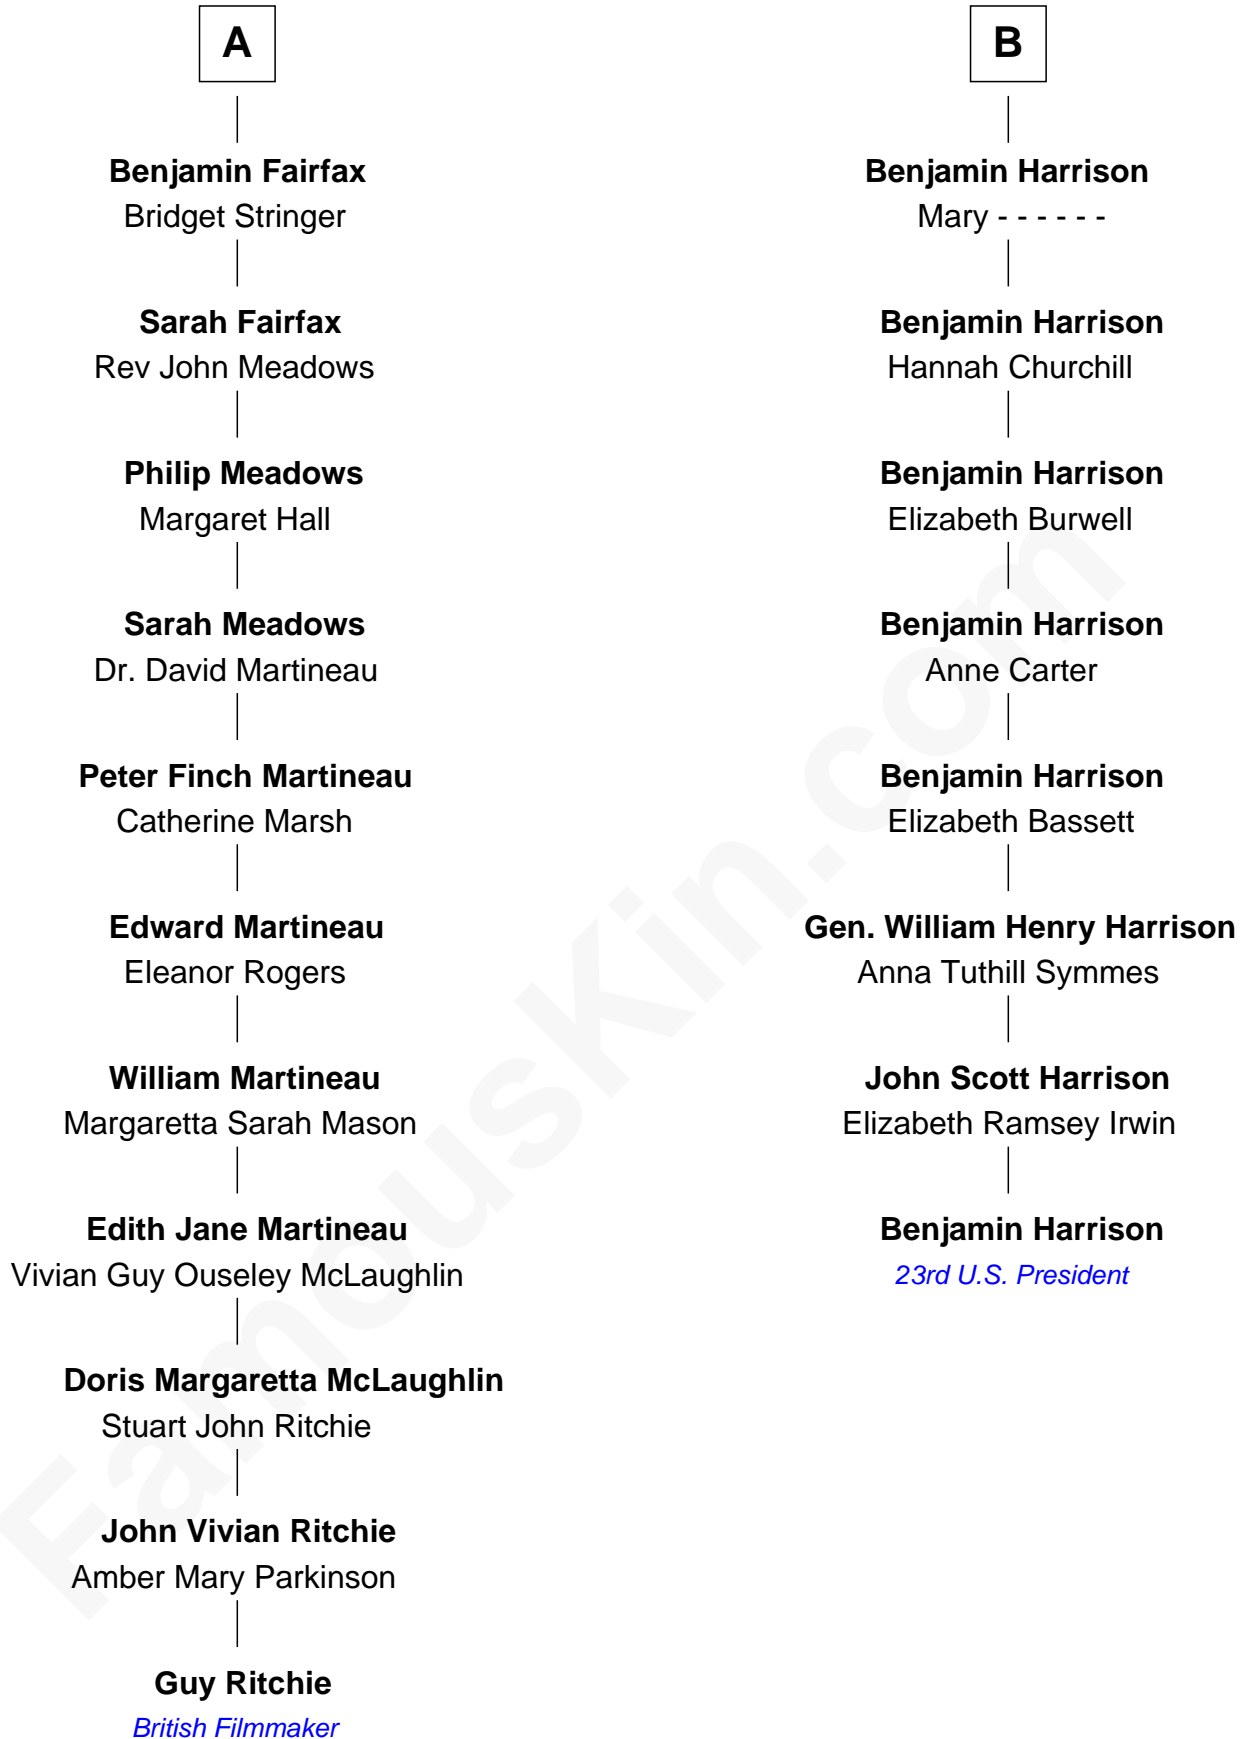 A
Benjamin Fairfax
Bridget Stringer
Sarah Fairfax
Rev John Meadows
Philip Meadows
Margaret Hall
Sarah Meadows
Dr. David Martineau
Peter Finch Martineau
Catherine Marsh
Edward Martineau
Eleanor Rogers
William Martineau
Margaretta Sarah Mason
Edith Jane Martineau
Vivian Guy Ouseley McLaughlin
Doris Margaretta McLaughlin
Stuart John Ritchie
John Vivian Ritchie
Amber Mary Parkinson
Guy Ritchie
British Filmmaker
B
Benjamin Harrison
Mary - - - - - -
Benjamin Harrison
Hannah Churchill
Benjamin Harrison
Elizabeth Burwell
Benjamin Harrison
Anne Carter
Benjamin Harrison
Elizabeth Bassett
Gen. William Henry Harrison
Anna Tuthill Symmes
John Scott Harrison
Elizabeth Ramsey Irwin
Benjamin Harrison
23rd U.S. President
FamousKin.com